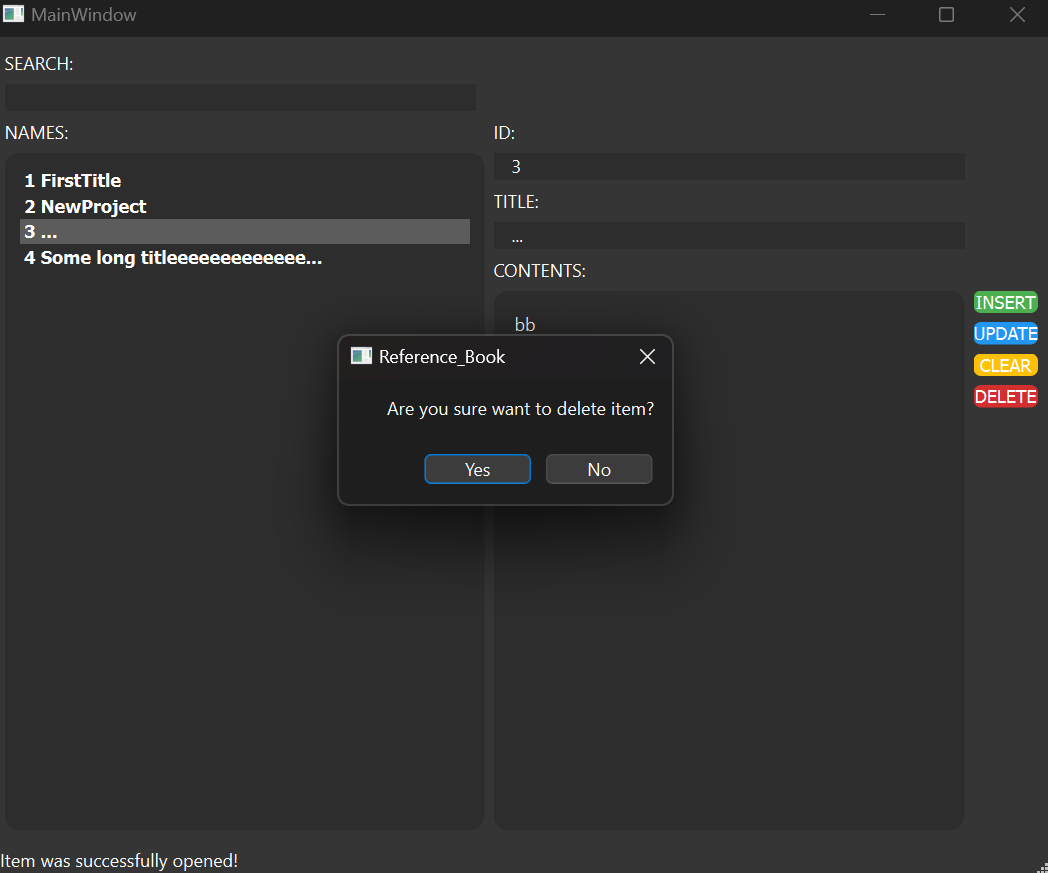 MainWindow
SEARCH:
NAMES:
1 FirstTitle
2 NewProject
3 ...
4 Some long titleeeeeeeeeeeee...
ID:
3
TITLE:
...
CONTENTS:
bb
INSERT
UPDATE
CLEAR
DELETE
Reference_Book
Are you sure want to delete item?
Yes
No
Item was successfully opened!